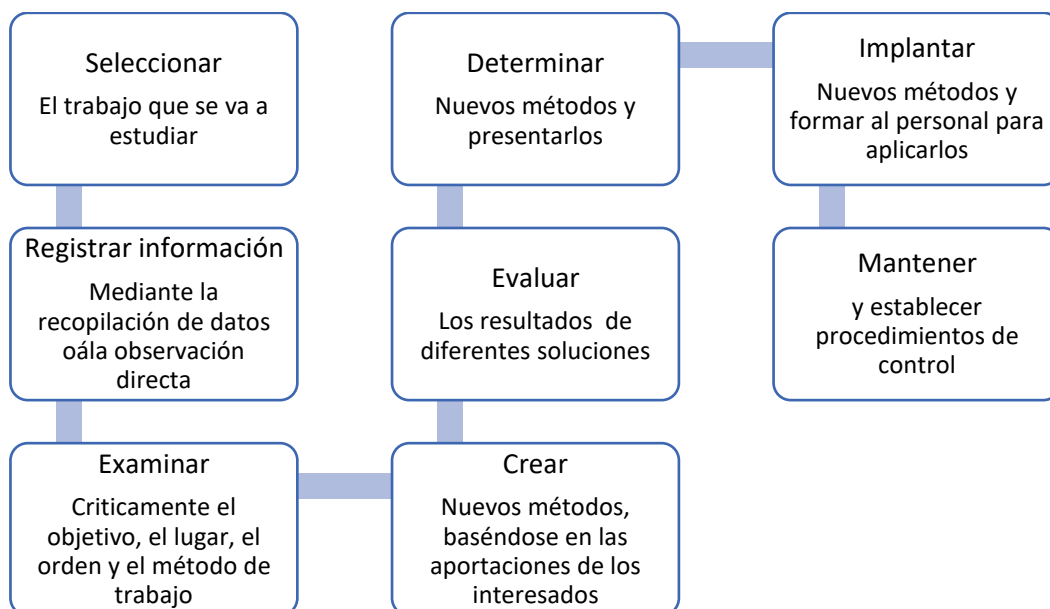 Seleccionar
El trabajo que se va a
estudiar
Registrar información
Mediante la
recopilación de datos
oála observación
directa
Examinar
Criticamente el
objetivo, el lugar, el
orden y el método de
trabajo
Crear
Nuevos métodos,
baséndose en las
aportaciones de los
interesados
Evaluar
Los resultados  de
diferentes soluciones
Determinar
Nuevos métodos y
presentarlos
Implantar
Nuevos métodos y
formar al personal para
aplicarlos
Mantener
y establecer
procedimientos de
control